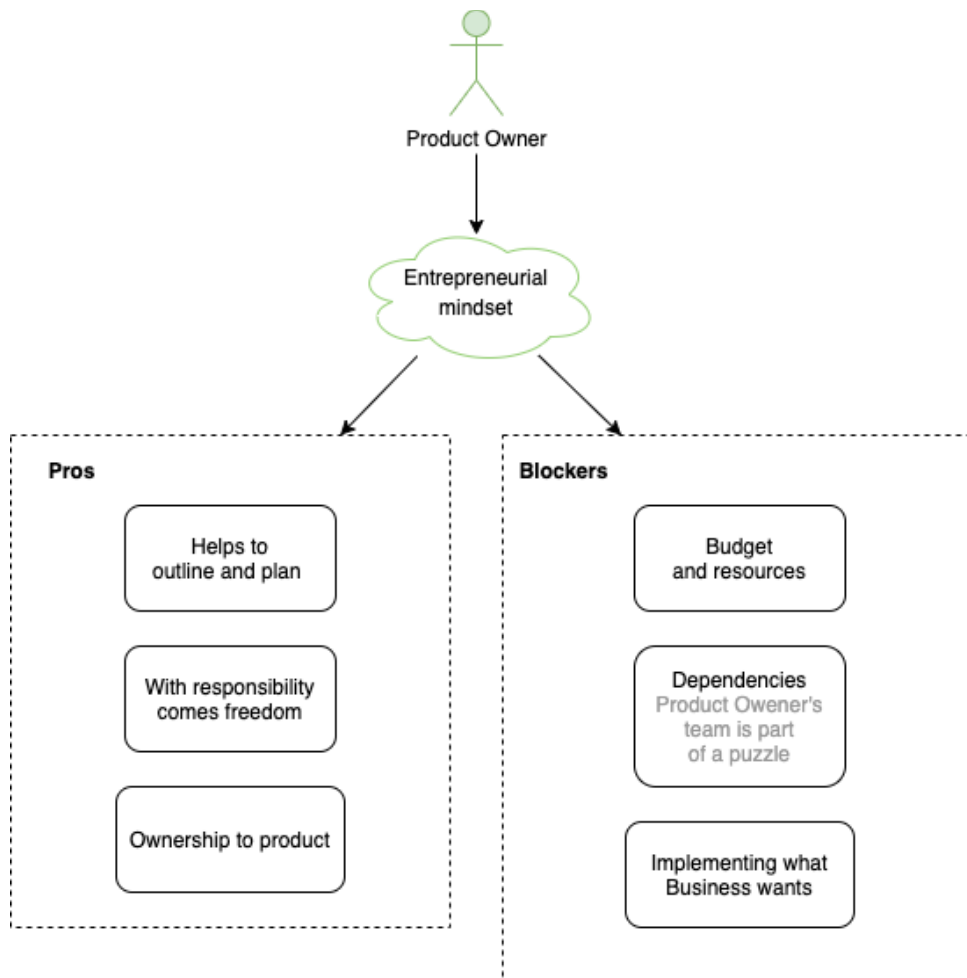 Product Owner
Entrepreneurial
mindset
Pros
Helps to
outline and plan
With responsibility
comes freedom
Ownership to product
Blockers
Budget
and resources
Dependencies
Product Owener's
team is part
of a puzzle
Implementing what
Business wants